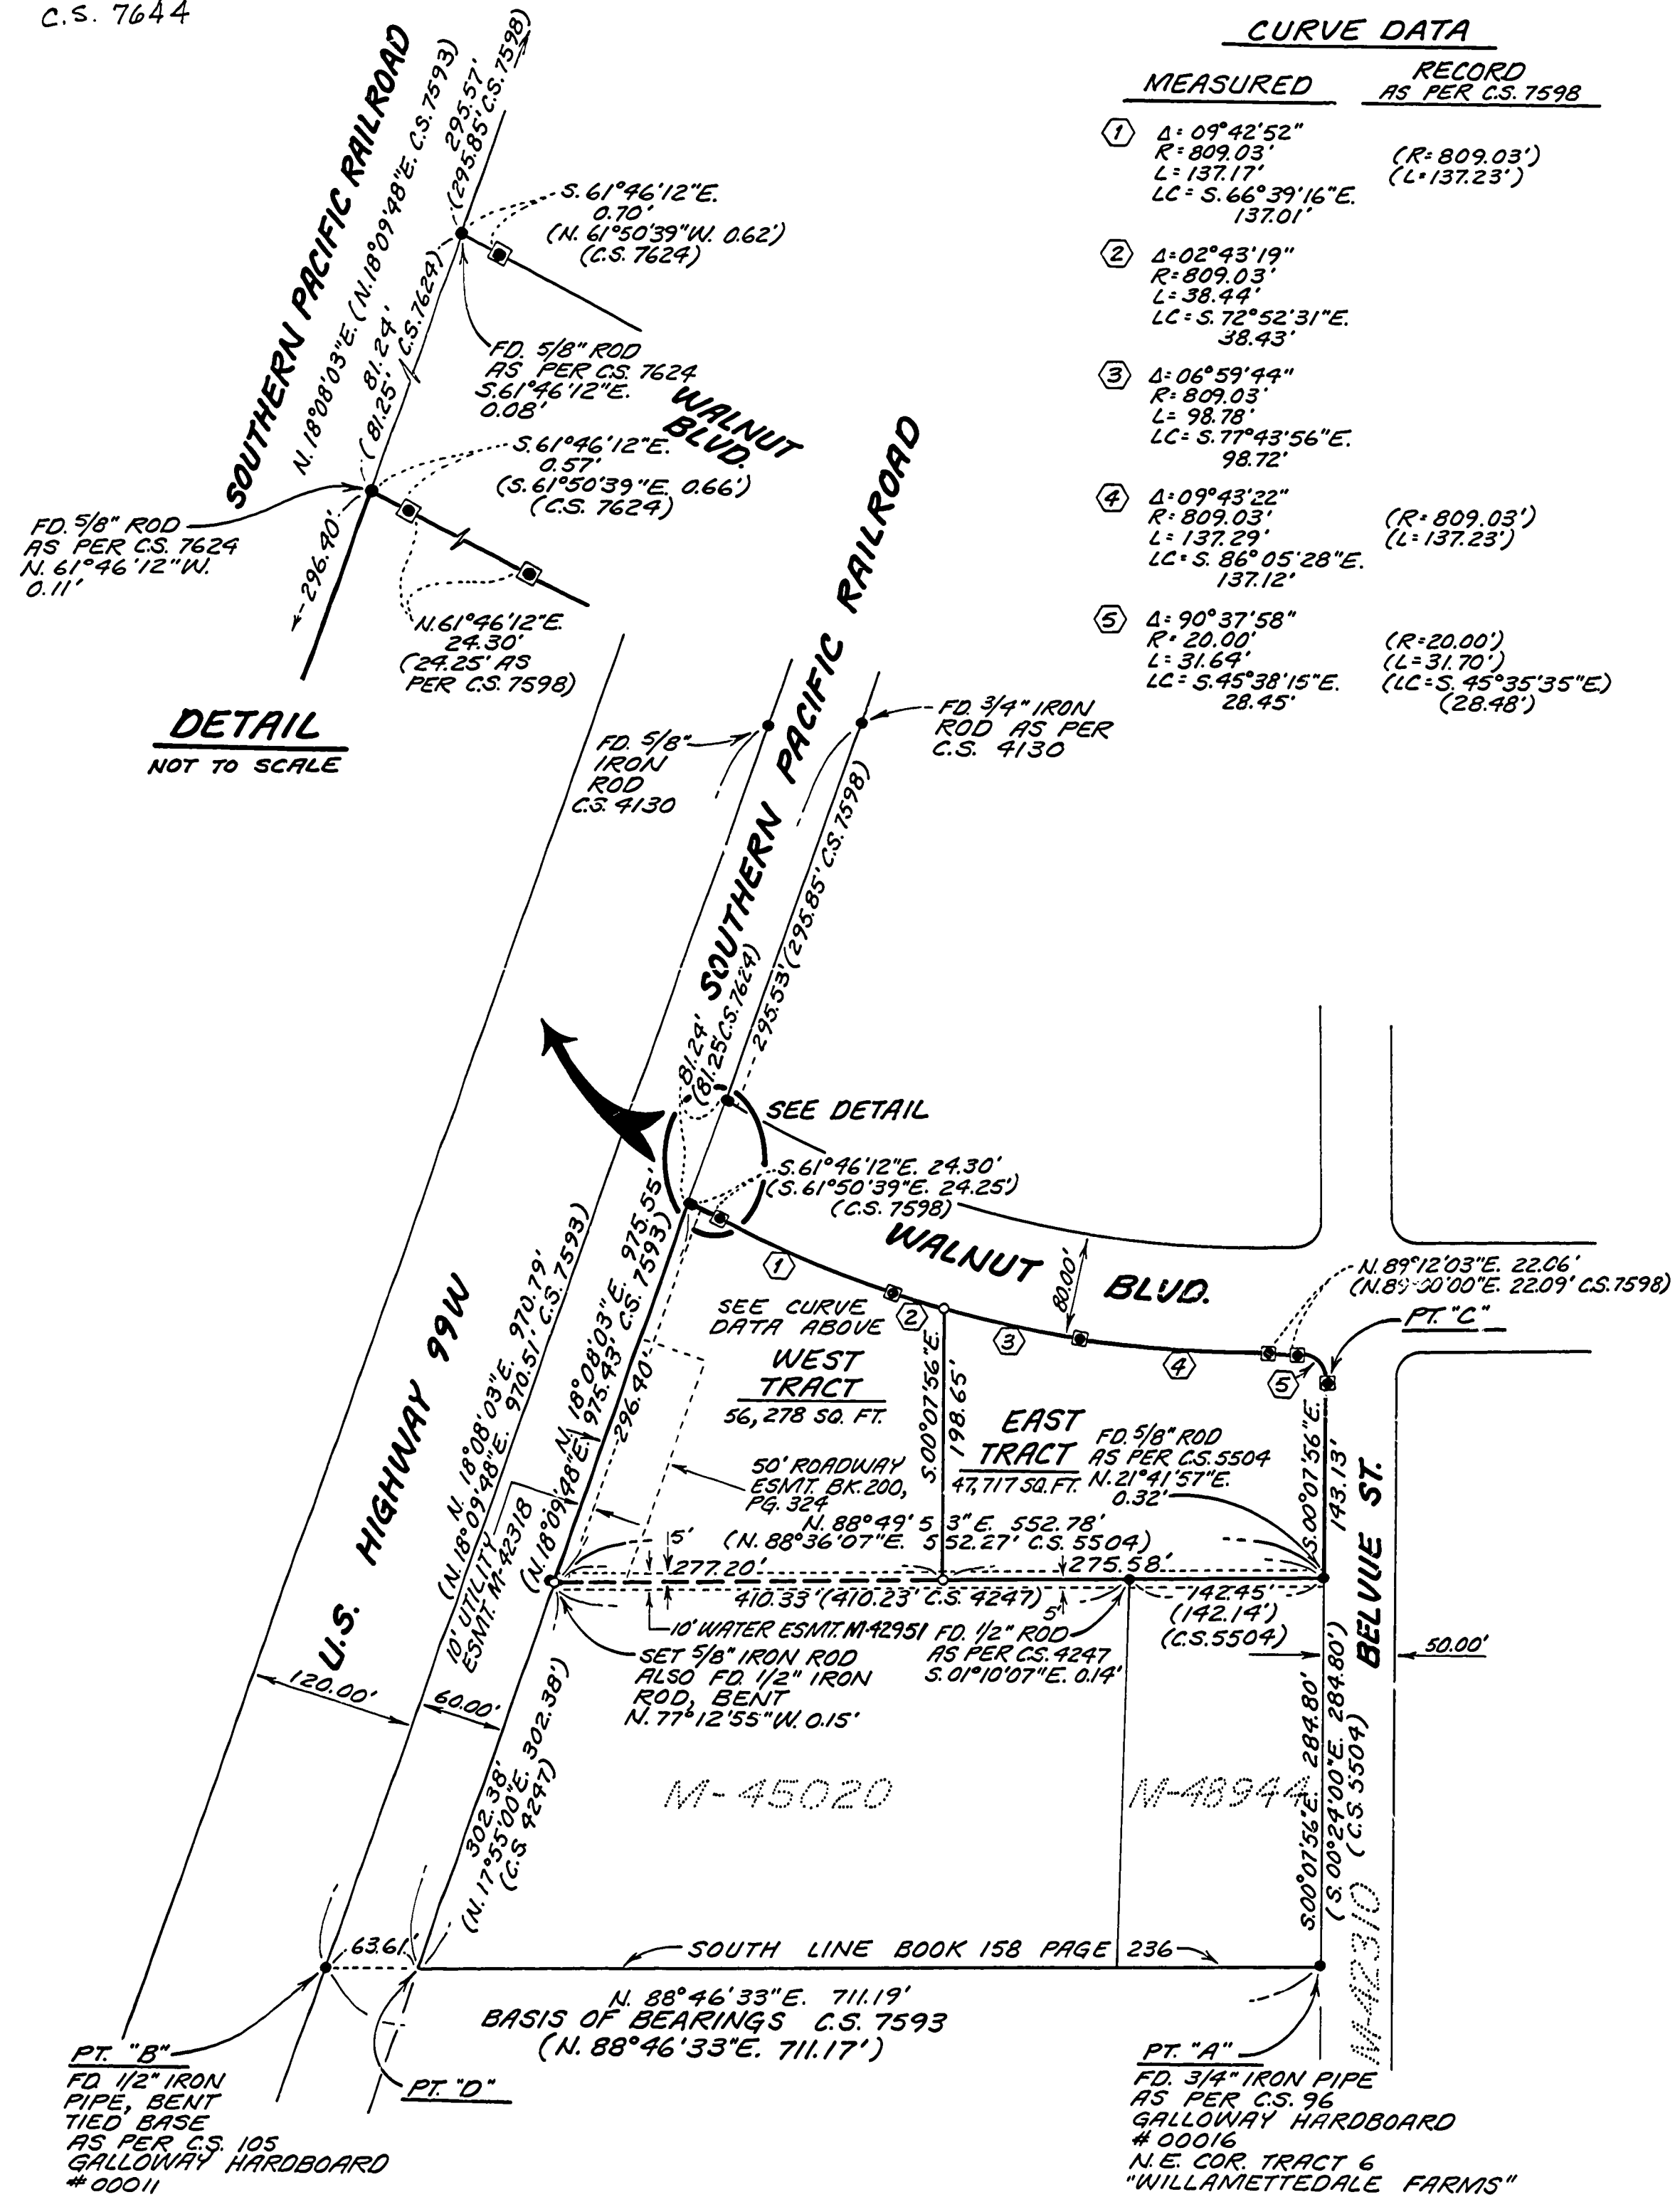 C.S. 7644
SOUTHERN PACIFIC RAILROAD
N. 18°08'03"E. (N.18°09'48"E. C.S. 7593)
295.57'
(295.85' C.S. 7598)
81.24'
(81.25' C.S. 7624)
S. 61°46'12"E.
0.70'
(N. 61°50'39"W. 0.62')
(C.S. 7624)
FD. 5/8" ROD
AS PER C.S. 7624
S.61°46'12"E.
0.08'
WALNUT
BLVD.
S.61°46'12"E.
0.57'
(S.61°50'39"E. 0.66')
(C.S. 7624)
FD. 5/8" ROD
AS PER C.S. 7624
N. 61°46'12"W.
0.11'
296.40'
N.61°46'12"E.
24.30'
(24.25' AS
PER C.S. 7598)
DETAIL
NOT TO SCALE
CURVE DATA
MEASURED
RECORD
AS PER C.S. 7598
1 Δ= 09°42'52"
R=809.03' (R=809.03')
L=137.17' (L=137.23')
LC= S.66°39'16"E.
137.01'
2 Δ=02°43'19"
R=809.03'
L=38.44'
LC=S.72°52'31"E.
38.43'
3 Δ=06°59'44"
R=809.03'
L= 98.78'
LC= S.77°43'56"E.
98.72'
4 Δ=09°43'22"
R=809.03' (R=809.03')
L=137.29' (L=137.23')
LC= S. 86°05'28"E.
137.12'
5 Δ= 90°37'58"
R= 20.00' (R=20.00')
L=31.64' (L=31.70')
LC= S.45°38'15"E. (LC=S. 45°35'35"E.)
28.45' (28.48')
FD. 5/8"
IRON
ROD
C.S. 4130
FD. 3/4" IRON
ROD AS PER
C.S. 4130
SOUTHERN PACIFIC RAILROAD
295.53' (295.85' C.S. 7598)
81.24'
(81.25 C.S. 7624)
SEE DETAIL
S.61°46'12"E. 24.30'
(S.61°50'39"E. 24.25')
(C.S. 7598)
WALNUT BLVD.
80.00'
N. 89°12'03"E. 22.06'
22.09' C.S. 7598)
PT. "C"
1
2
3
4
5
SEE CURVE
DATA ABOVE
WEST
TRACT
56,278 SQ. FT.
S.00°07'56"E.
198.65'
EAST
TRACT
47,717 SQ. FT.
FD. 5/8" ROD
AS PER C.S. 5504
N. 21°41'57"E.
0.32'
S.00°07'56"E.
143.13'
BELVUE ST.
50' ROADWAY
ESMT. BK. 200,
PG. 324
N. 88°49'53"E. 552.78'
(N. 88°36'07"E. 552.27' C.S. 5504)
5'
277.20'
275.58'
410.33' (410.23' C.S. 4247)
5'
142.45'
(142.14')
(C.S. 5504)
50.00'
10' WATER ESMT. M-42951
FD. 1/2" ROD
AS PER C.S. 4247
S. 01°10'07"E. 0.14'
SET 5/8" IRON ROD
ALSO FD. 1/2" IRON
ROD, BENT
N. 77°12'55"W. 0.15'
U.S. HIGHWAY 99W
N. 18°08'03"E. 970.79'
(N. 18°09'48"E. 970.51' C.S. 7593)
10' UTILITY
ESMT. M-42318
N. 18°08'03"E. 975.55'
(N. 18°09'48"E. 975.43' C.S. 7593)
296.40'
120.00'
60.00'
302.38'
(N. 17°55'00"E. 302.38')
(C.S. 4247)
M-45020
M-48944
S.00°07'56"E. 284.80'
(S. 00°24'00"E. 284.80')
(C.S. 5504)
M-42310
63.61'
SOUTH LINE BOOK 158 PAGE 236
N. 88°46'33"E. 711.19'
BASIS OF BEARINGS C.S. 7593
(N. 88°46'33"E. 711.17')
PT. "B"
FD. 1/2" IRON
PIPE, BENT
TIED BASE
AS PER C.S. 105
GALLOWAY HARDBOARD
#00011
PT. "D"
PT. "A"
FD. 3/4" IRON PIPE
AS PER C.S. 96
GALLOWAY HARDBOARD
#00016
N.E. COR. TRACT 6
"WILLAMETTEDALE FARMS"